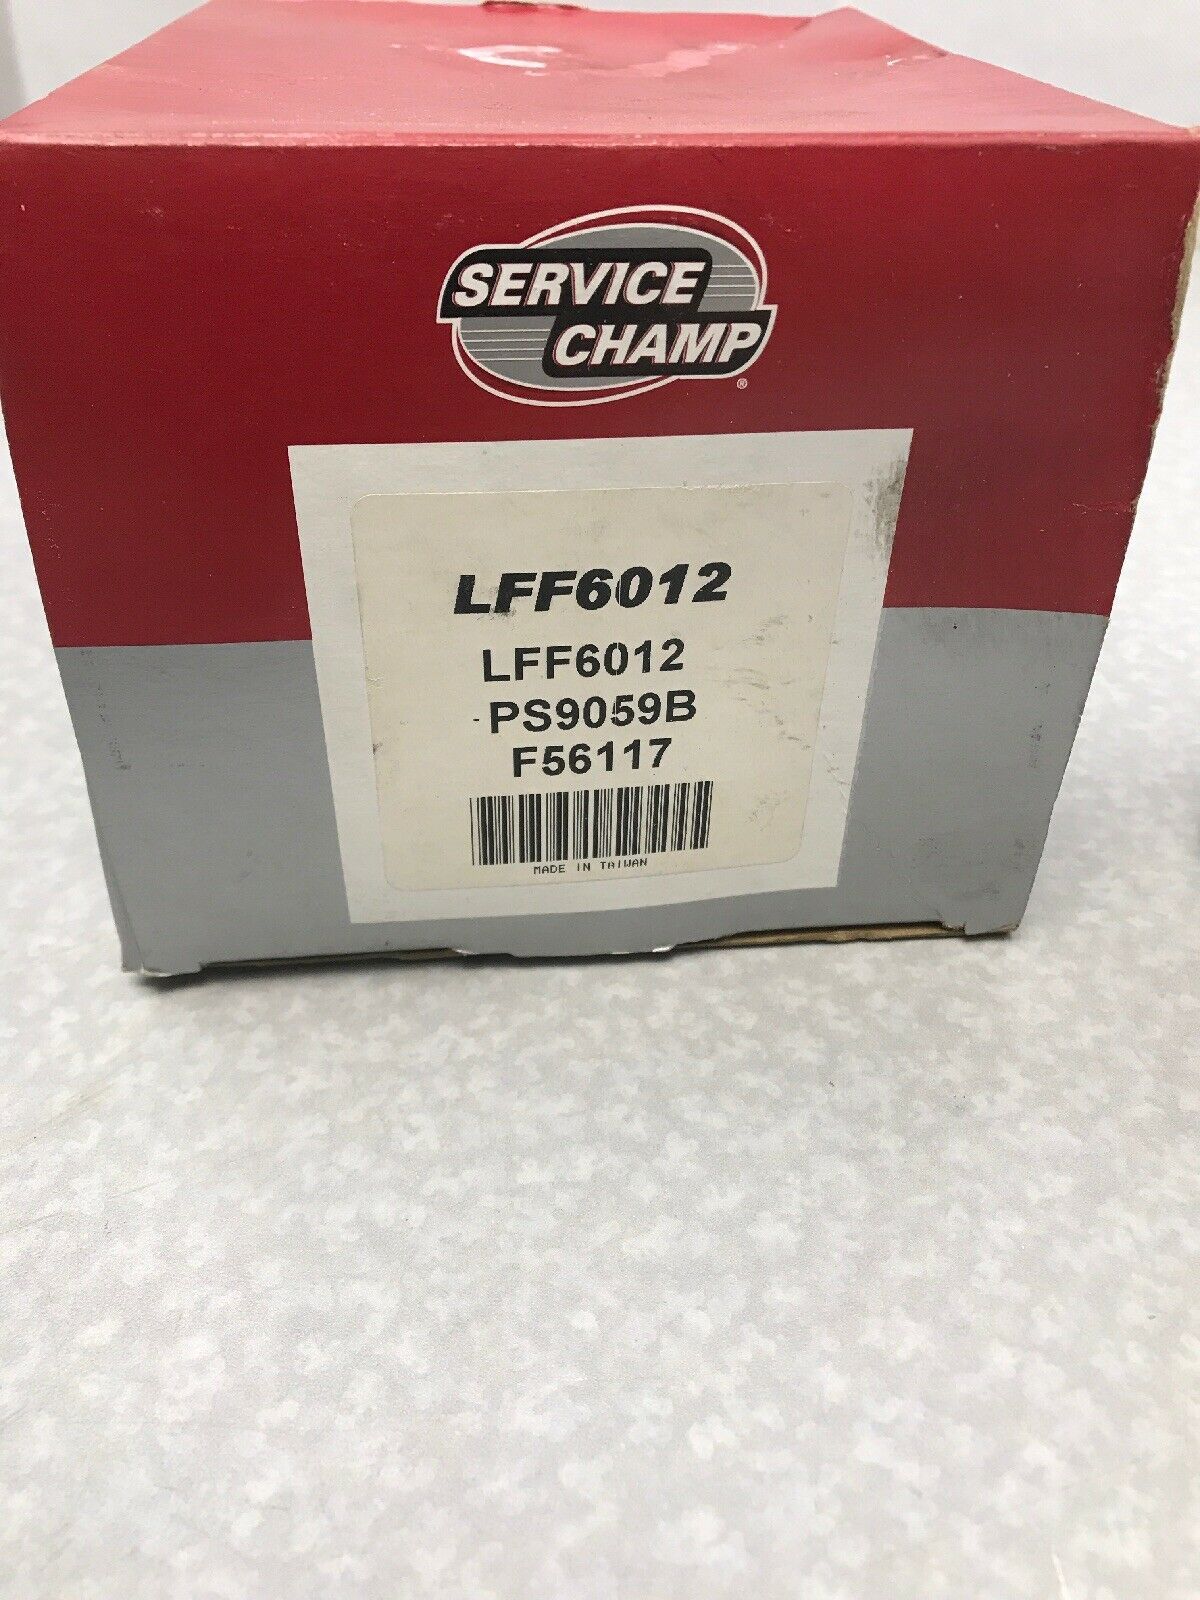 SERVICE
CHAMP
®
LFF6012
LFF6012
PS9059B
F56117
MADE IN TAIWAN